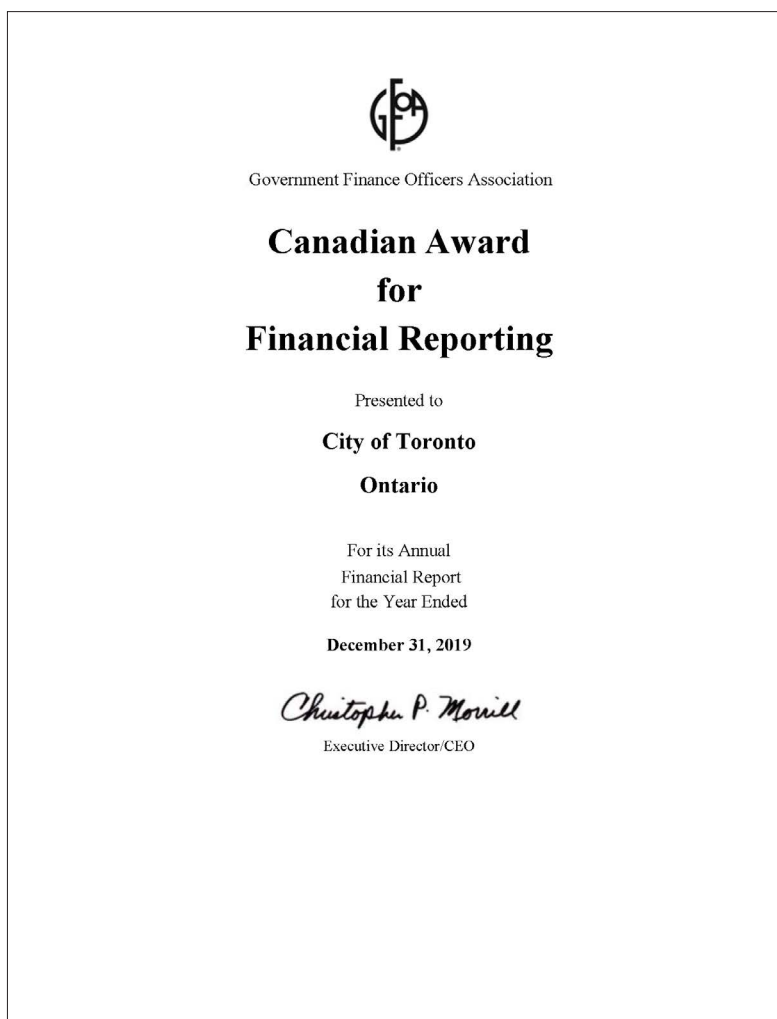 GFOA
Government Finance Officers Association
Canadian Award
for
Financial Reporting
Presented to
City of Toronto
Ontario
For its Annual
Financial Report
for the Year Ended
December 31, 2019
Christopher P. Morrill
Executive Director/CEO